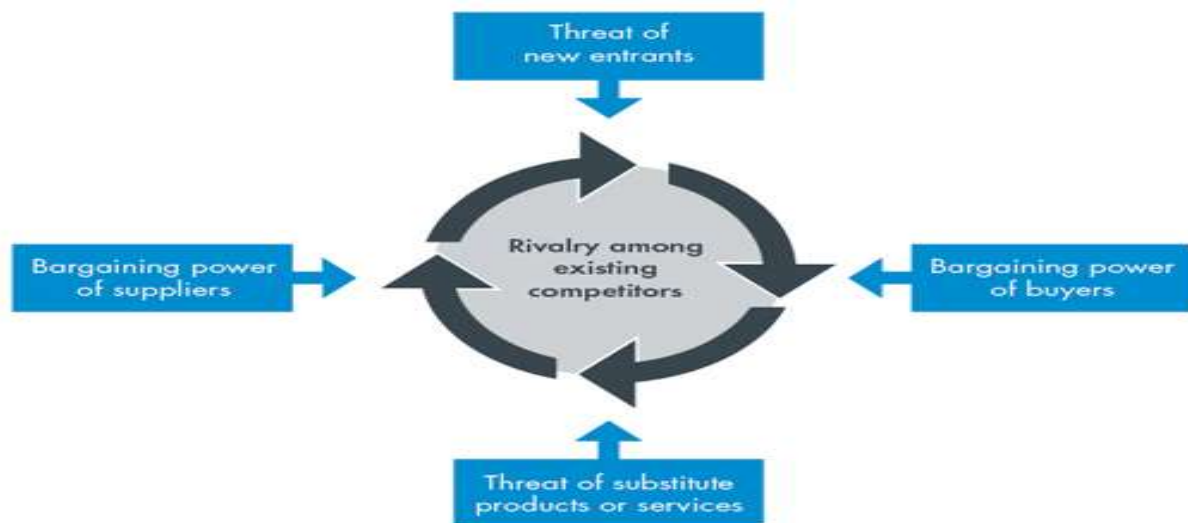 Threat of
new entrants
Bargaining power
of suppliers
Rivalry among
existing
competitors
Bargaining power
of buyers
Threat of substitute
products or services